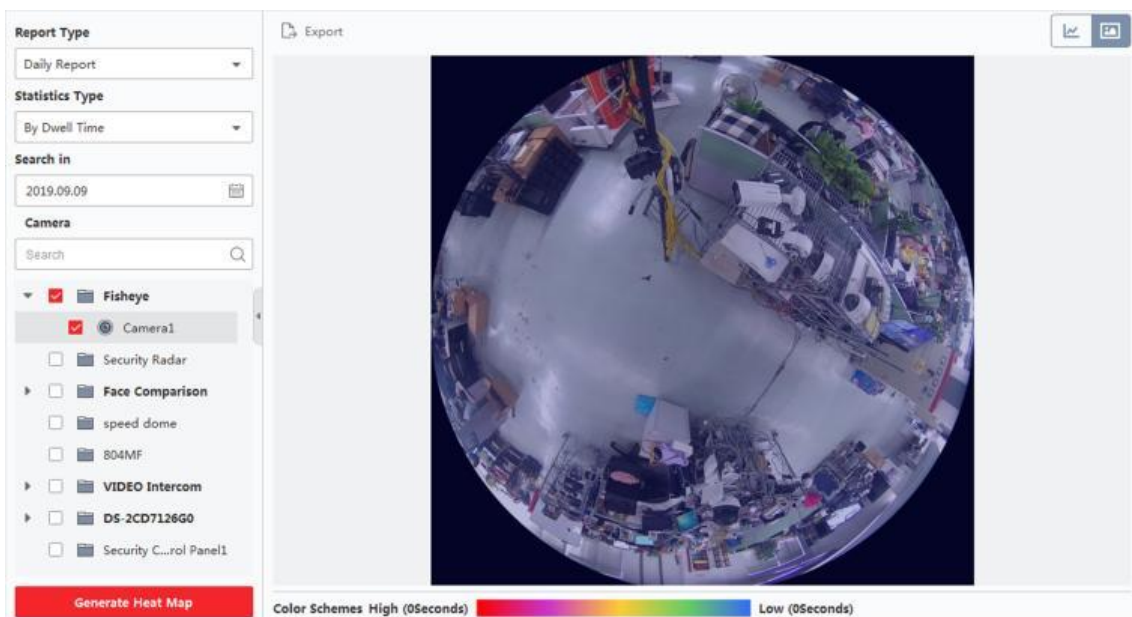 Report Type
Daily Report
Statistics Type
By Dwell Time
Search in
2019.09.09
Camera
Search
Fisheye
Camera1
Security Radar
Face Comparison
speed dome
804MF
VIDEO Intercom
DS-2CD7126G0
Security C...rol Panel1
Generate Heat Map
Export
Color Schemes High (0Seconds) Low (0Seconds)